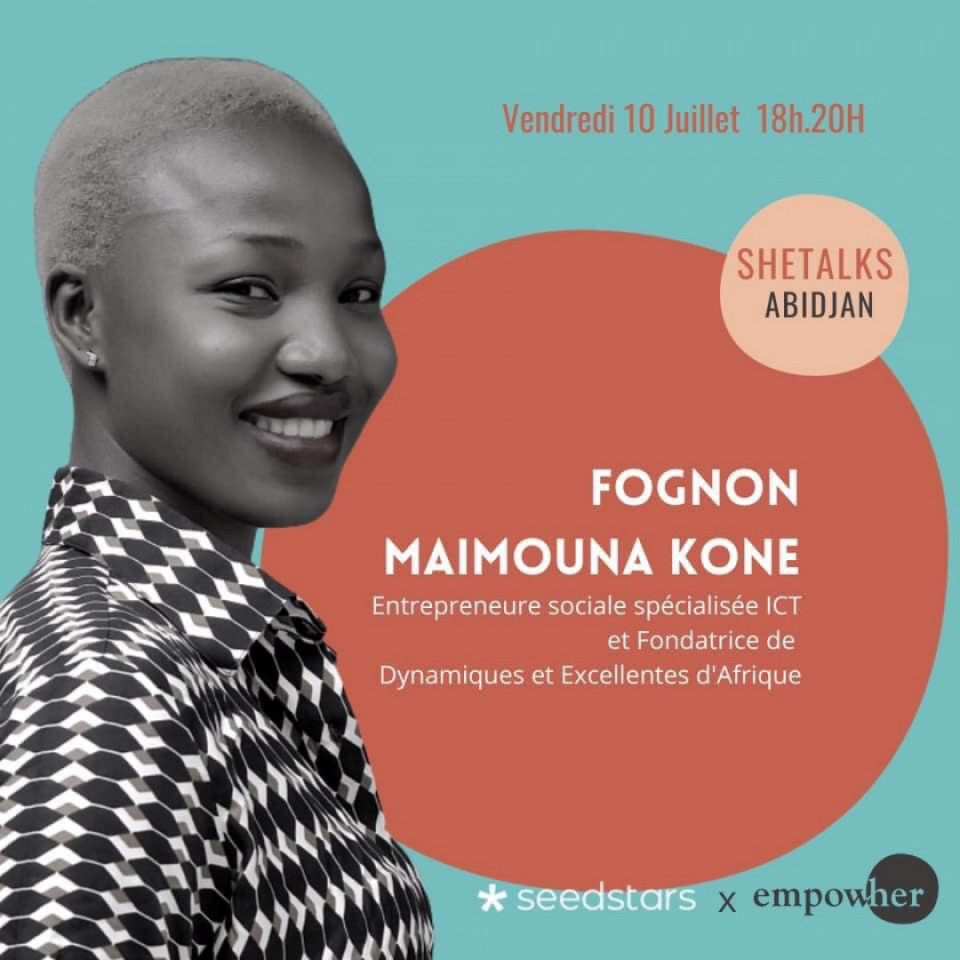 Vendredi 10 Juillet 18h.20H
SHETALKS
ABIDJAN
FOGNON
MAIMOUNA KONE
Entrepreneure sociale spécialisée ICT
et Fondatrice de
Dynamiques et Excellentes d'Afrique
seedstars x empowher